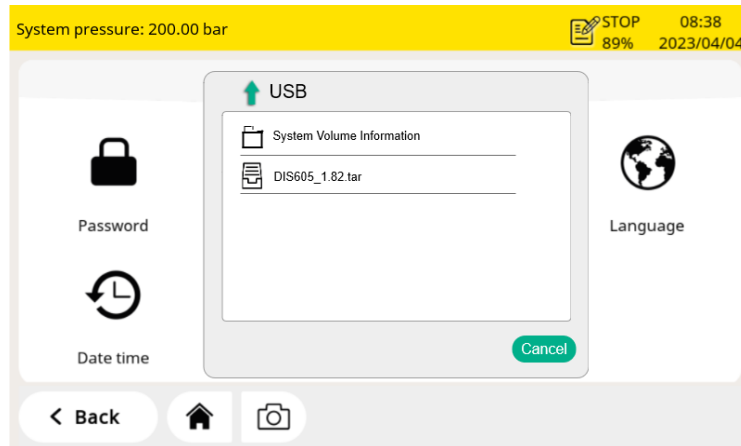 System pressure: 200.00 bar
STOP 08:38
89% 2023/04/04
USB
System Volume Information
DIS605_1.82.tar
Password
Language
Date time
Cancel
Back